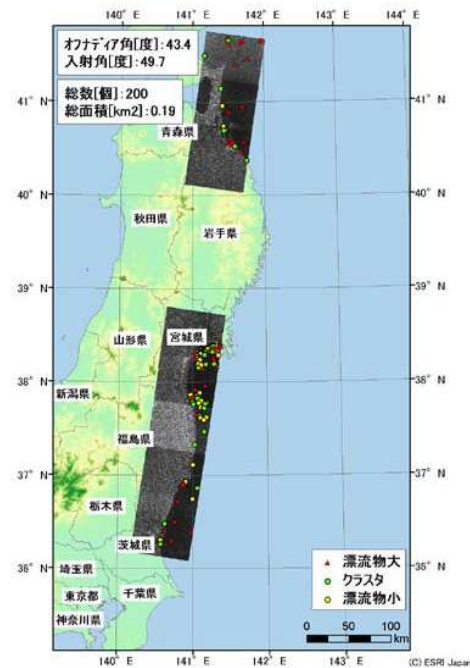 140° E 141° E 142° E 143° E
オフナディア角[度]:43.4
入射角[度]:49.7
総数[個]:200
総面積[km2]:0.19
41° N
41° N
青森県
40° N
40° N
秋田県
岩手県
39° N
39° N
宮城県
山形県
38° N
38° N
新潟県
福島県
37° N
37° N
栃木県
茨城県
36° N
36° N
埼玉県
漂流物大
クラスタ
漂流物小
東京都
千葉県
神奈川県
0 50 100
km
140° E 141° E 142° E 143° E
(C) ESRI Japan